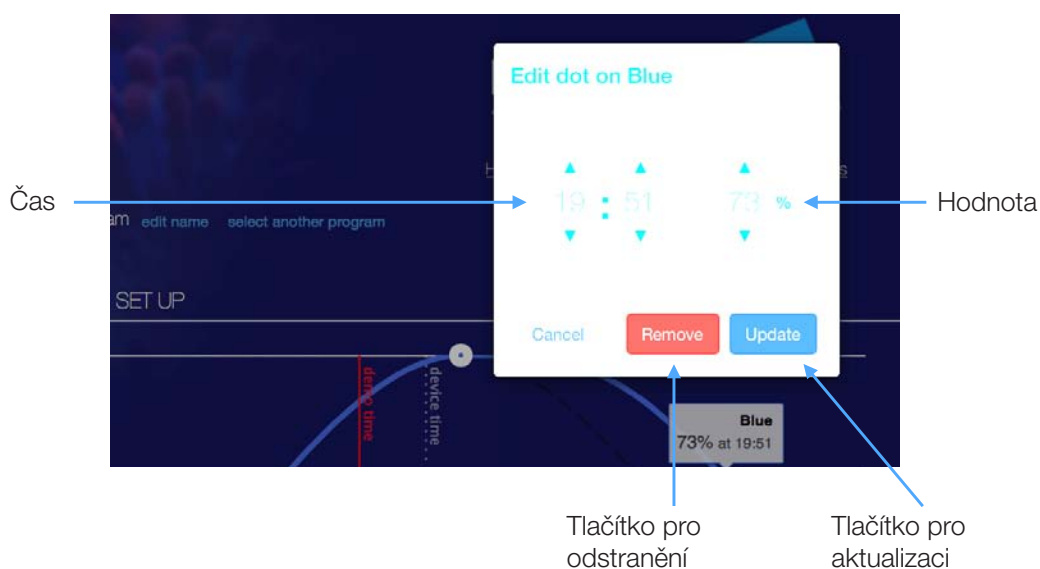 Edit dot on Blue
Čas
19 : 51
73 %
Hodnota
am edit name select another program
SET UP
Cancel
Remove
Update
demo time
device time
Blue
73% at 19:51
Tlačítko pro
odstranění
Tlačítko pro
aktualizaci